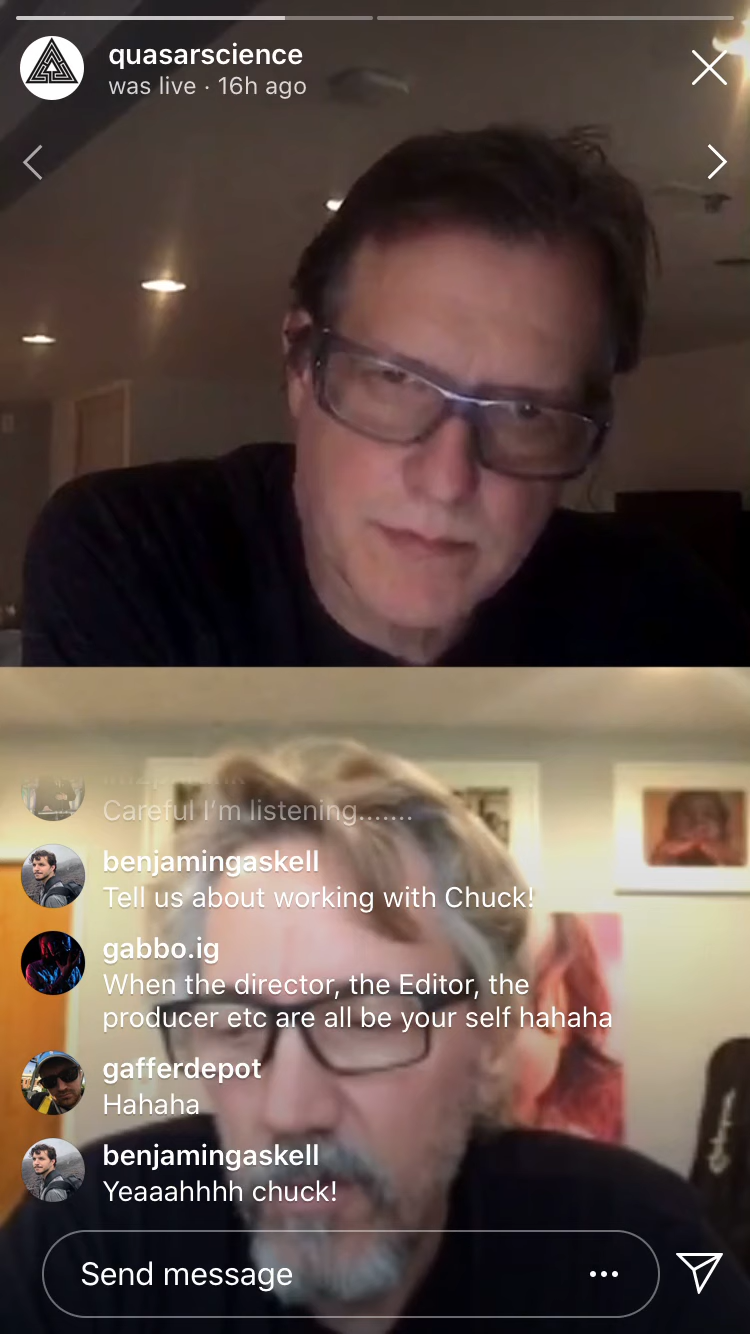 quasarscience
was live · 16h ago
Careful I'm listening.......
benjamingaskell
Tell us about working with Chuck!
gabbo.ig
When the director, the Editor, the
producer etc are all be your self hahaha
gafferdepot
Hahaha
benjamingaskell
Yeaaahhhh chuck!
Send message